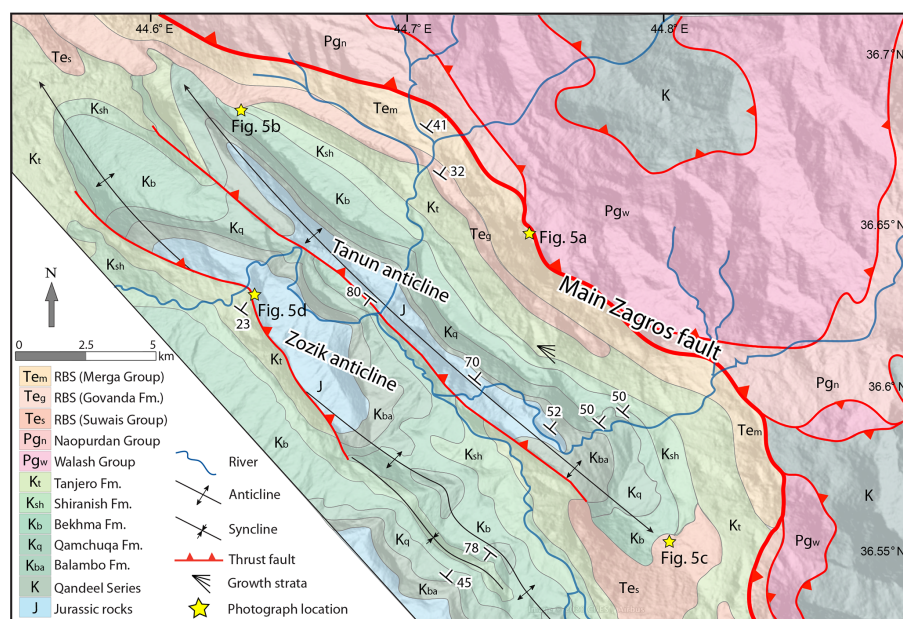 44.6° E
44.7° E
44.8° E
36.7° N
36.65° N
36.6° N
36.55° N
Tes
Pgn
Tem
K
Ksh
Fig. 5b
41
32
Kt
Kb
Ksh
Kt
Kb
Pgw
Kq
Teg
Fig. 5a
Ksh
Tanun anticline
Main Zagros fault
N
80
J
Fig. 5d
23
Kq
0 5
km
Kt
Zozik anticline
70
Pgn
J
Kba
52
50
50
Tem
Kb
Kba
Ksh
Kq
K
Kt
Kq
Kb
78
Kb
Fig. 5c
Pgw
45
Tes
Kba
Tem RBS (Merga Group)
Teg RBS (Govanda Fm.)
Tes RBS (Suwais Group)
Pgn Naopurdan Group
Pgw Walash Group
Kt Tanjero Fm.
Ksh Shiranish Fm.
Kb Bekhma Fm.
Kq Qamchuqa Fm.
Kba Balambo Fm.
K Qandeel Series
J Jurassic rocks
River
Anticline
Syncline
Thrust fault
Growth strata
Photograph location